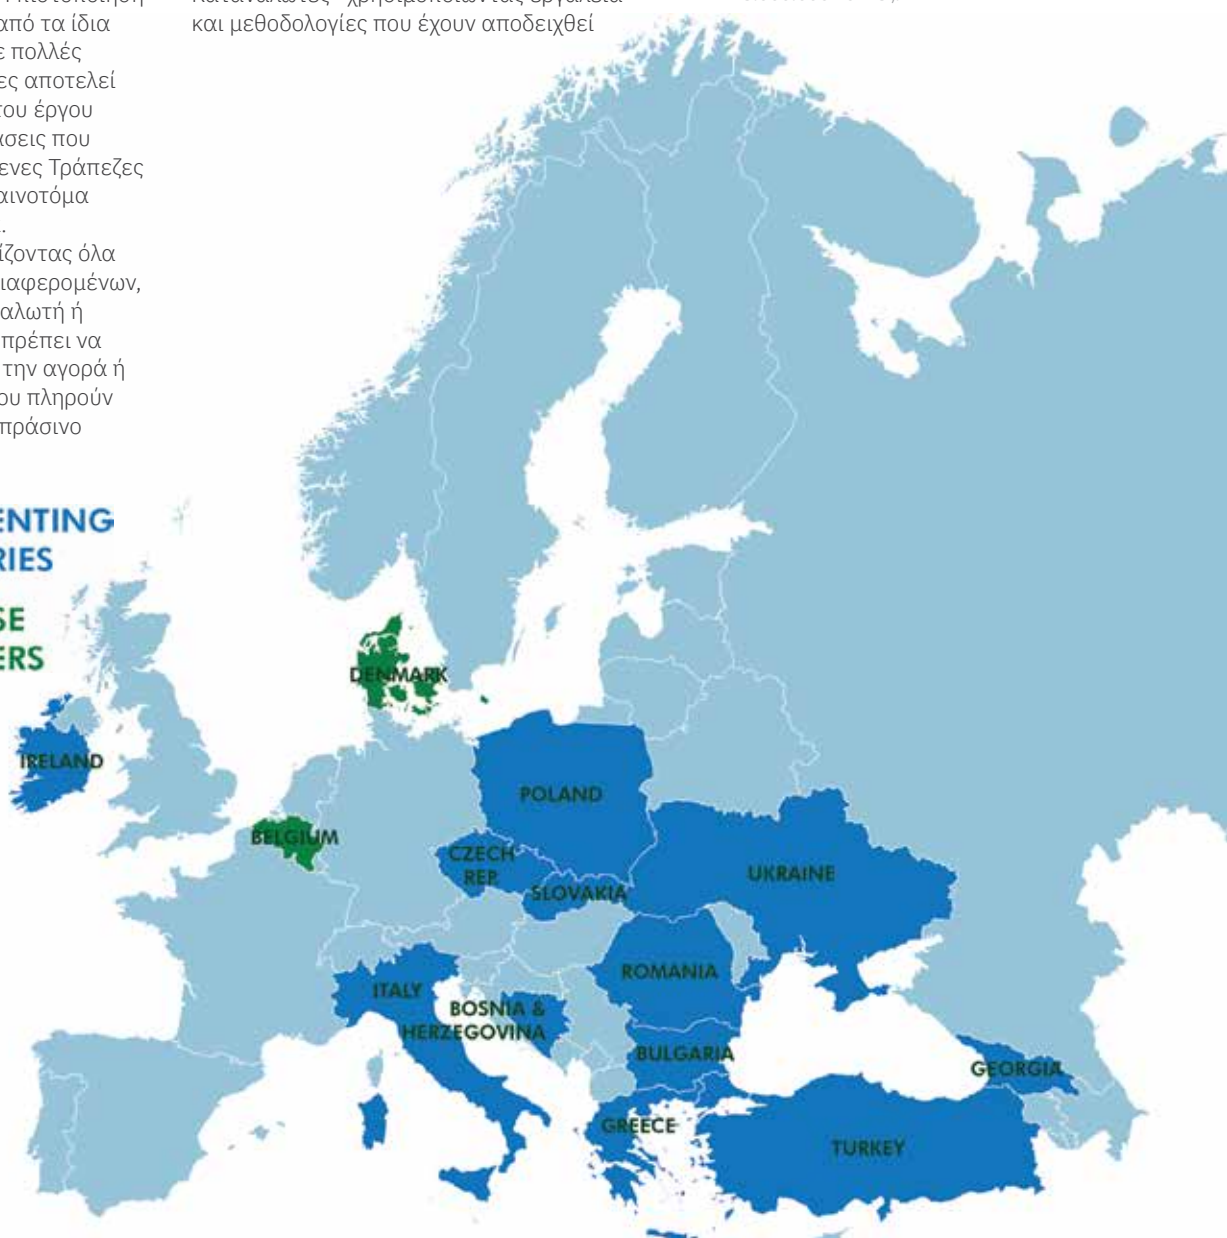 από τα ίδια
πολλές
ες αποτελεί
του έργου
άσεις που
ενες Τράπεζες
αινοτόμα
ίζοντας όλα
διαφερομένων,
αλωτή ή
πρέπει να
την αγορά ή
ου πληρούν
πράσινο
και μεθοδολογίες που έχουν αποδειχθεί
ENTING
RIES
SE
ERS
DENMARK
IRELAND
BELGIUM
POLAND
CZECH
REP.
SLOVAKIA
UKRAINE
ROMANIA
ITALY
BOSNIA &
HERZEGOVINA
BULGARIA
GEORGIA
GREECE
TURKEY